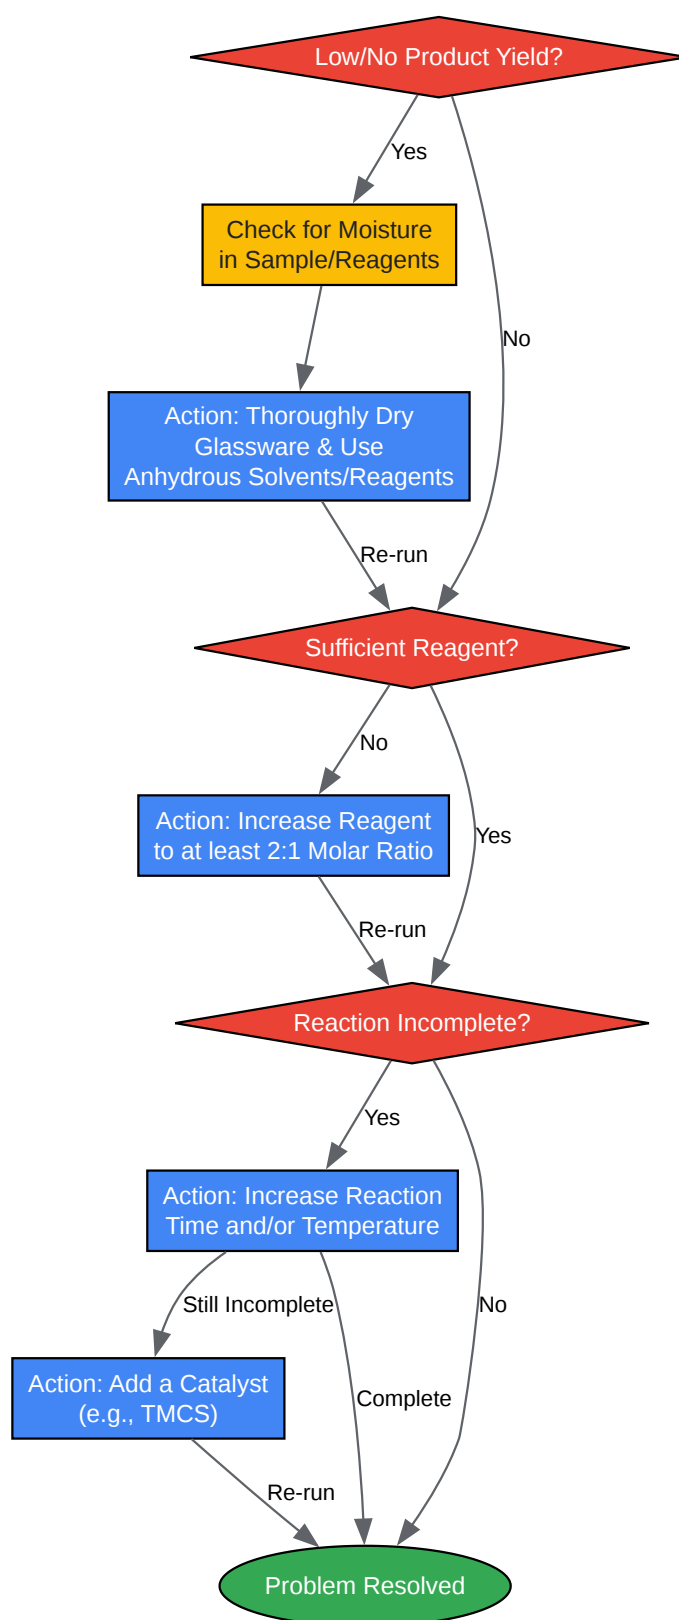 Low/No Product Yield?
Yes
Check for Moisture
in Sample/Reagents
No
Action: Thoroughly Dry
Glassware & Use
Anhydrous Solvents/Reagents
Re-run
Sufficient Reagent?
No
Action: Increase Reagent
to at least 2:1 Molar Ratio
Yes
Re-run
Reaction Incomplete?
Yes
Action: Increase Reaction
Time and/or Temperature
Still Incomplete
No
Action: Add a Catalyst
(e.g., TMCS)
Complete
Re-run
Problem Resolved